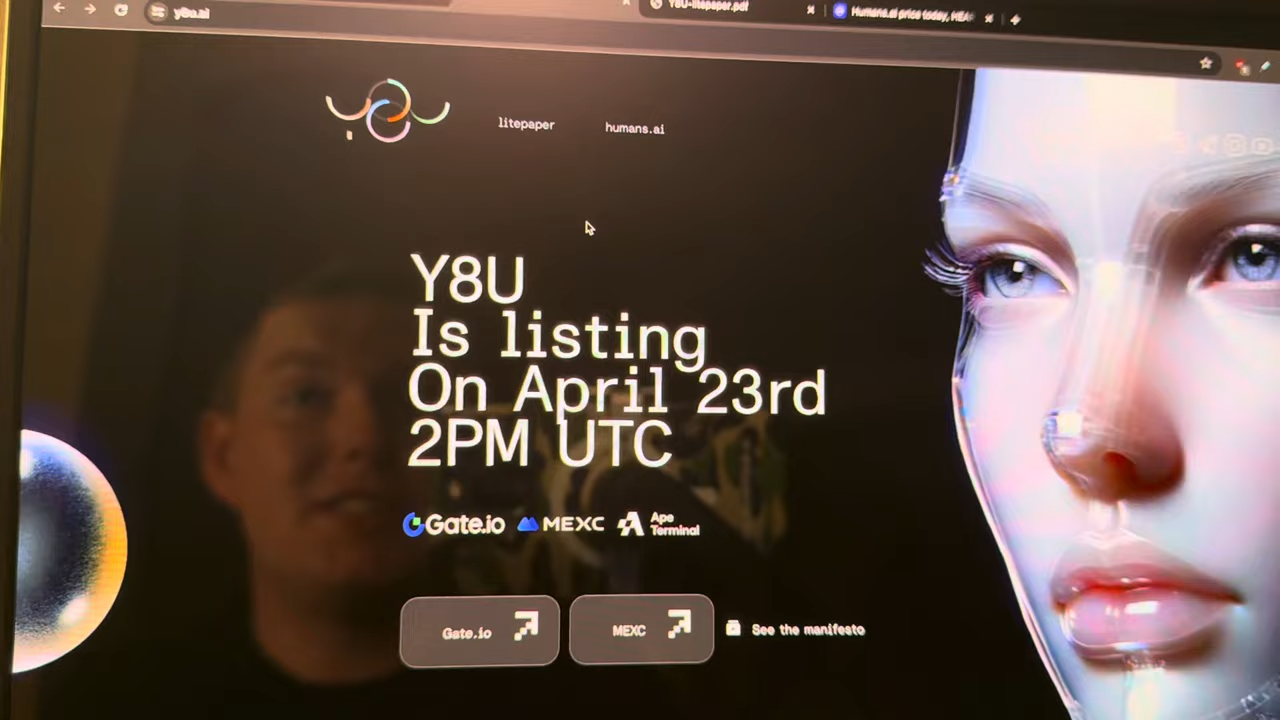 Y8U-litepaper.pdf
Humans.ai price today, HEA
y8u.ai
litepaper
humans.ai
Y8U
Is listing
On April 23rd
2PM UTC
Gate.io
MEXC
Ape
Terminal
Gate.io
MEXC
See the manifesto